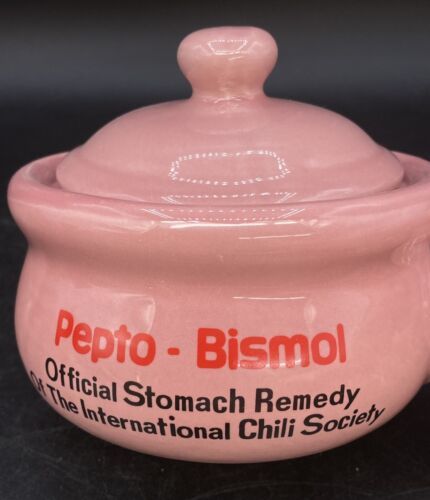 Pepto - Bismol
Official Stomach Remedy
Of The International Chili Society